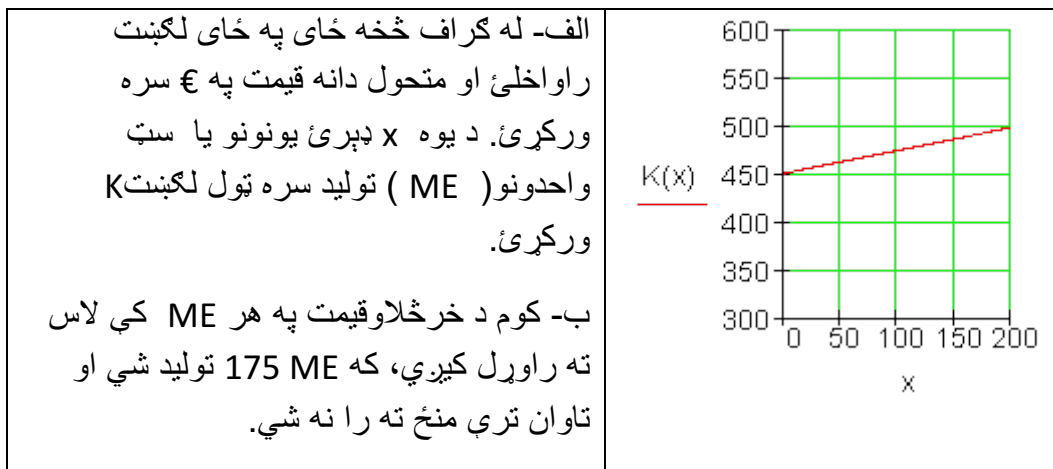 الف- له ګراف څخه ځای په ځای لګښت
راواخلئ او متحول دانه قیمت په € سره
ورکړئ. د یوه x ډېرئ یونونو یا سټ
واحدونو( ME ) تولید سره ټول لګښتK
ورکړئ.
ب- کوم د خرڅلاوقیمت په هر ME کې لاس
ته راوړل کیږي، که 175 ME تولید شي او
تاوان ترې منځ ته را نه شي.
600
550
500
K(x) 450
400
350
300
0 50 100 150 200
x